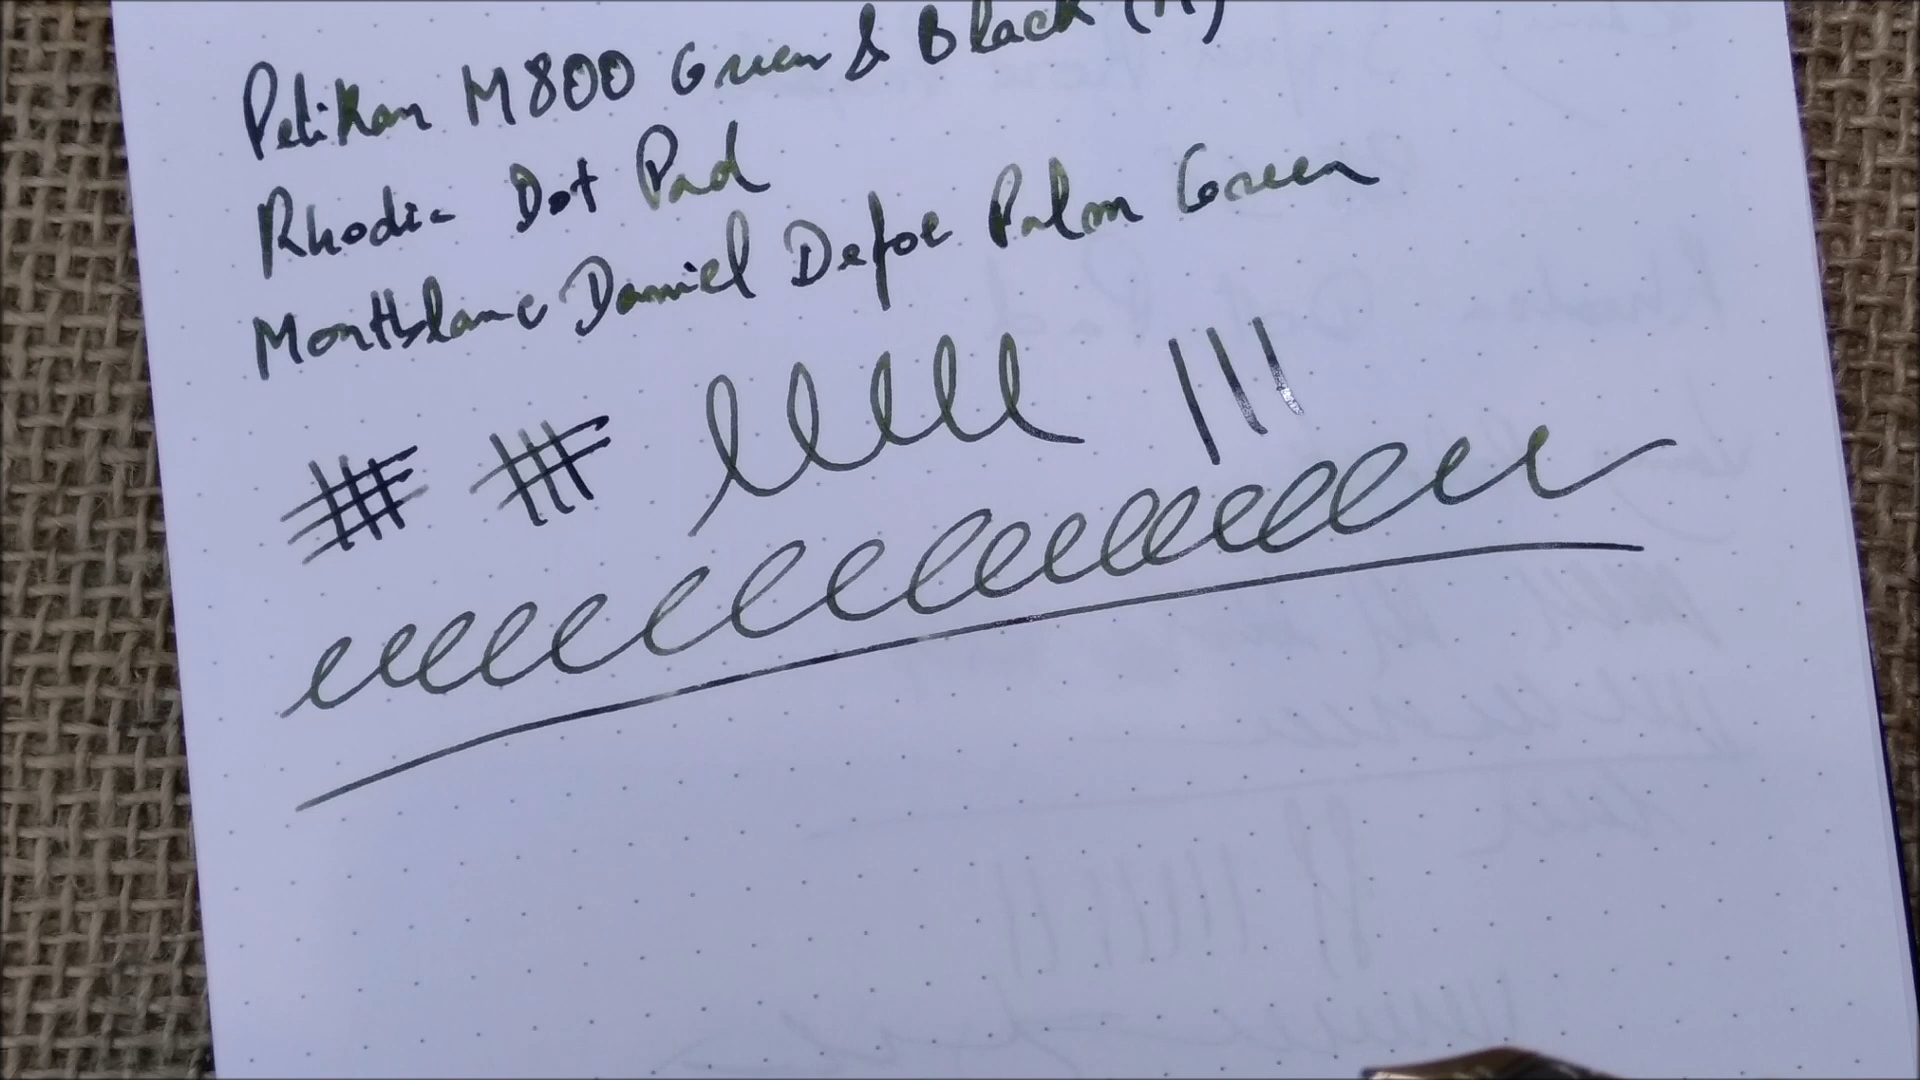 Pelikan M800 Green & Black (M)
Rhodia Dot Pad
Montblanc Daniel Defoe Palm Green